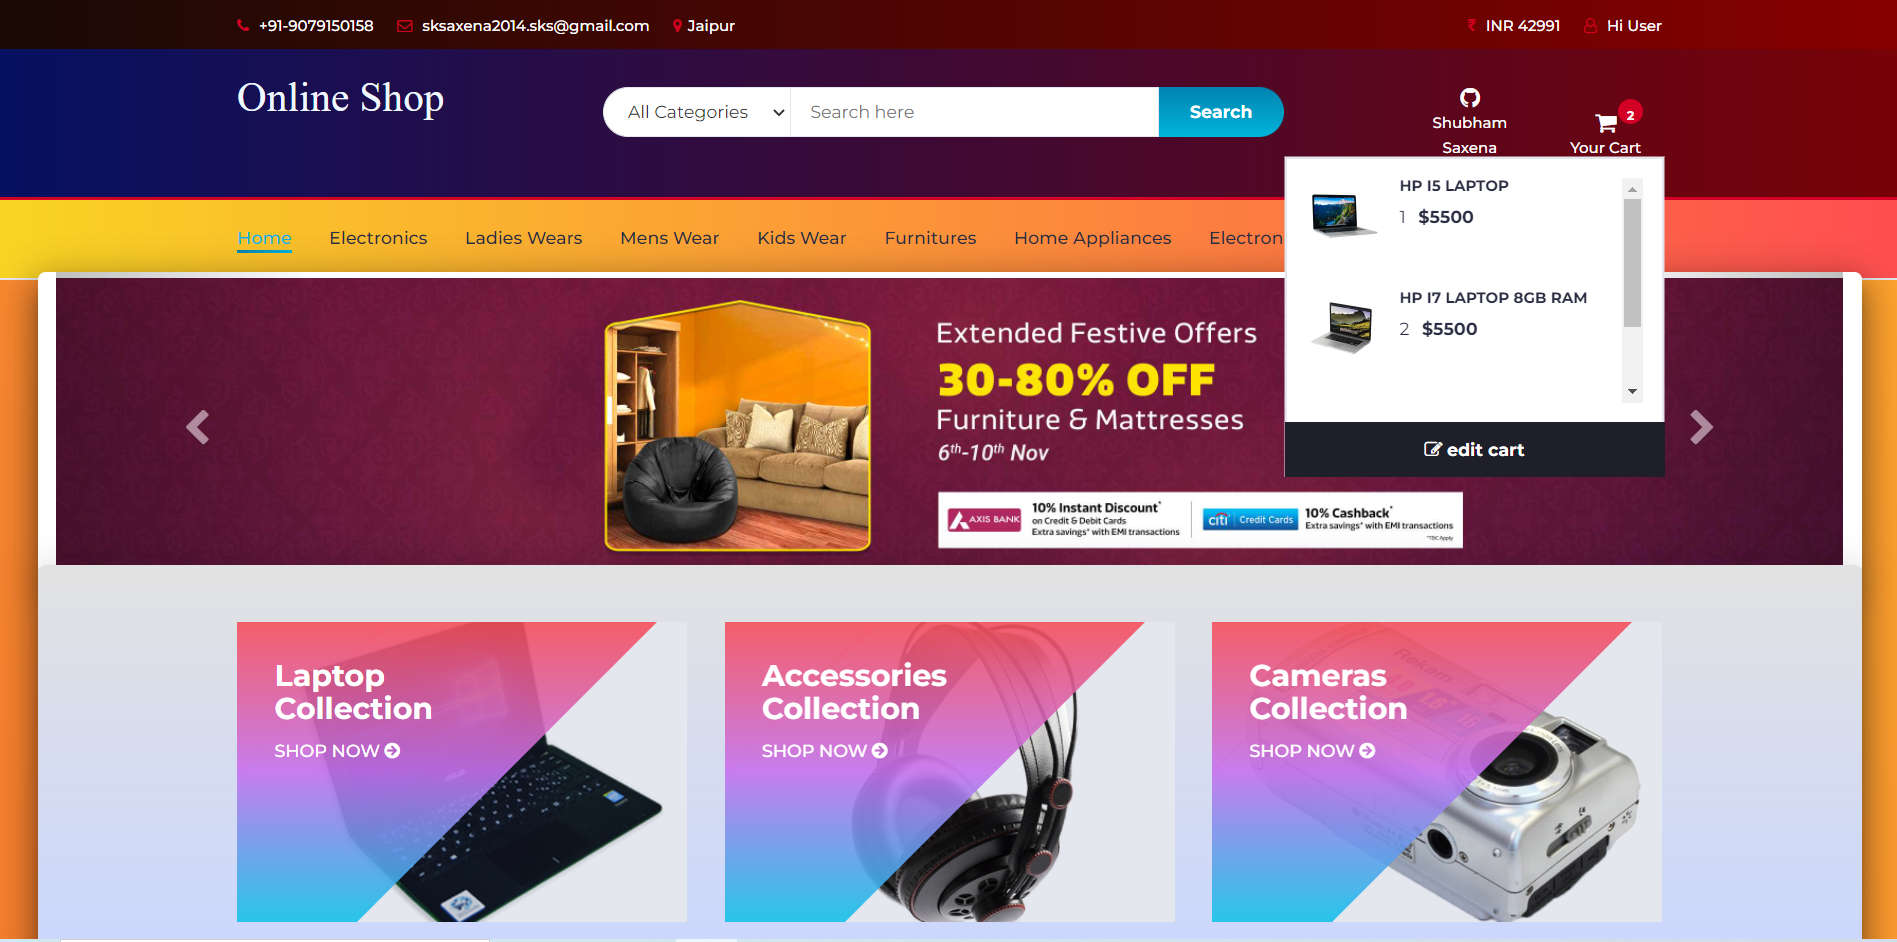 +91-9079150158
sksaxena2014.sks@gmail.com
Jaipur
INR 42991
Hi User
Online Shop
All Categories
Search here
Search
Shubham
Saxena
2
Your Cart
Home
Electronics
Ladies Wears
Mens Wear
Kids Wear
Furnitures
Home Appliances
Electron
HP I5 LAPTOP
1 $5500
HP I7 LAPTOP 8GB RAM
2 $5500
edit cart
Extended Festive Offers
30-80% OFF
Furniture & Mattresses
6th-10th Nov
AXIS BANK
10% Instant Discount*
on Credit & Debit Cards
Extra savings* with EMI transactions
citi Credit Cards
10% Cashback*
Extra savings* with EMI transactions
*T&C Apply
Laptop
Collection
SHOP NOW
Accessories
Collection
SHOP NOW
Cameras
Collection
SHOP NOW
Rekam